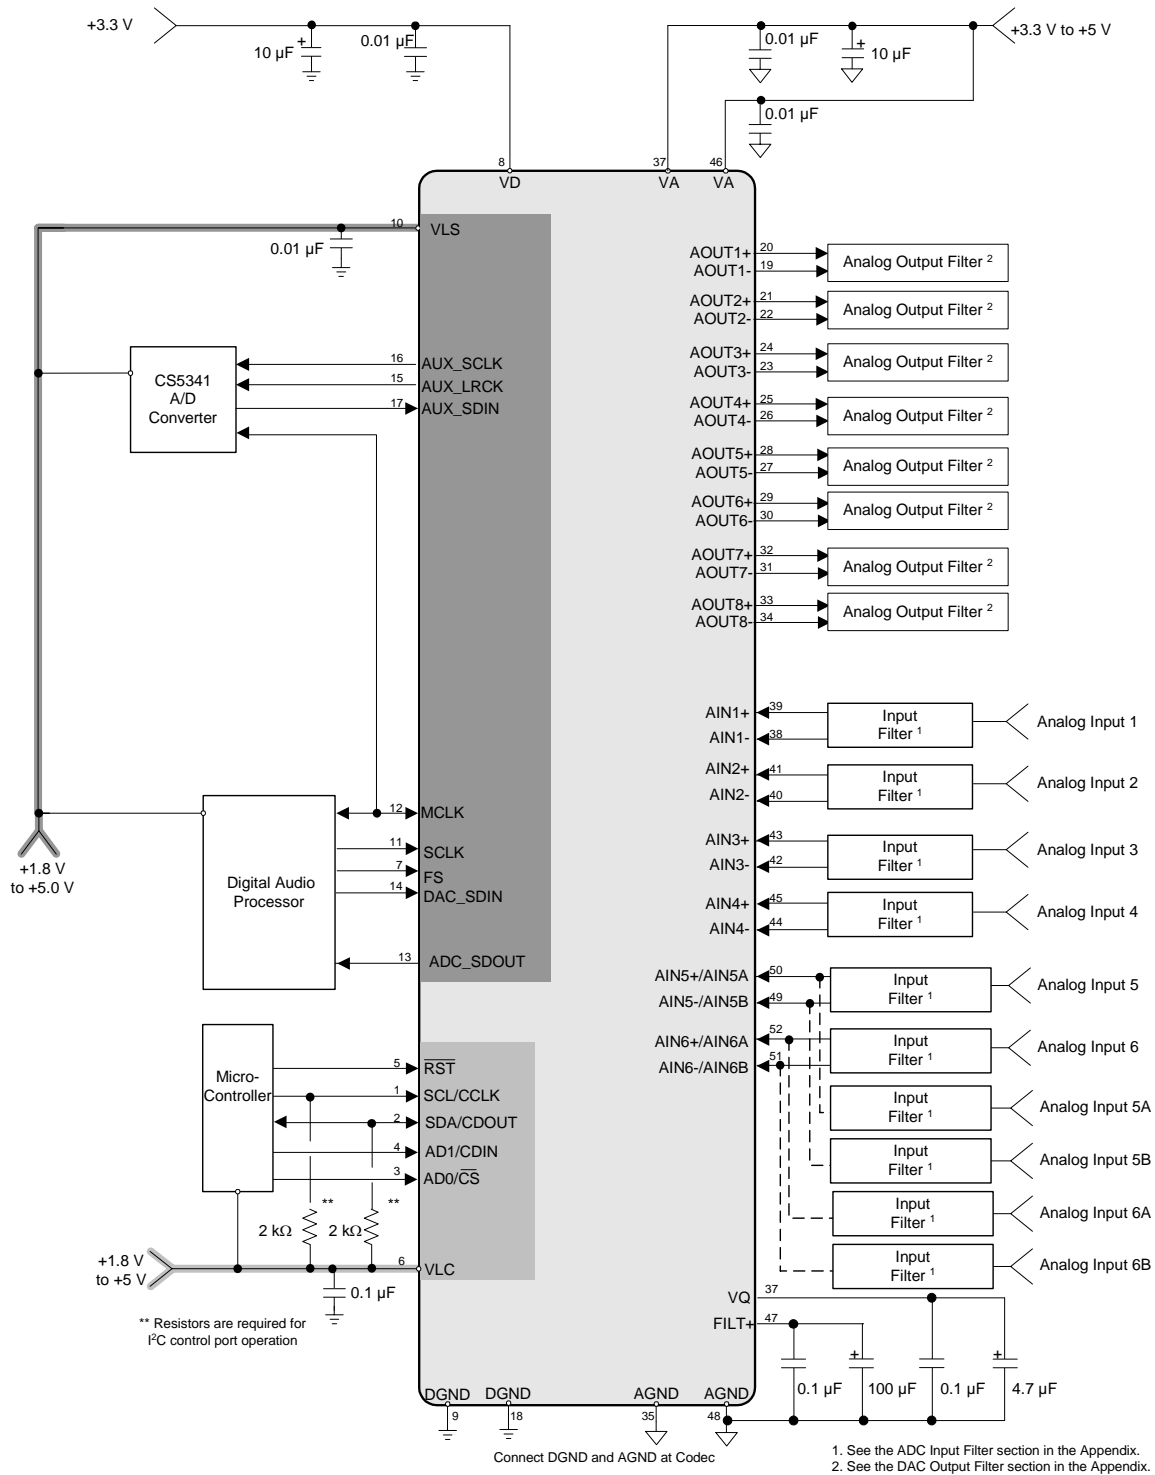 +3.3 V
10 µF
+
0.01 µF
0.01 µF
+
10 µF
+3.3 V to +5 V
0.01 µF
8
VD
37
VA
46
VA
10
VLS
0.01 µF
CS5341
A/D
Converter
16
AUX_SCLK
15
AUX_LRCK
17
AUX_SDIN
12
MCLK
11
SCLK
7
FS
14
DAC_SDIN
13
ADC_SDOUT
Digital Audio
Processor
+1.8 V
to +5.0 V
Micro-
Controller
5
RST
1
SCL/CCLK
2
SDA/CDOUT
4
AD1/CDIN
3
AD0/CS
**
**
2 kΩ
2 kΩ
+1.8 V
to +5 V
6
VLC
0.1 µF
** Resistors are required for
I²C control port operation
AOUT1+ 20
AOUT1- 19
Analog Output Filter ²
AOUT2+ 21
AOUT2- 22
Analog Output Filter ²
AOUT3+ 24
AOUT3- 23
Analog Output Filter ²
AOUT4+ 25
AOUT4- 26
Analog Output Filter ²
AOUT5+ 28
AOUT5- 27
Analog Output Filter ²
AOUT6+ 29
AOUT6- 30
Analog Output Filter ²
AOUT7+ 32
AOUT7- 31
Analog Output Filter ²
AOUT8+ 33
AOUT8- 34
Analog Output Filter ²
AIN1+ 39
AIN1- 38
Input
Filter ¹
Analog Input 1
AIN2+ 41
AIN2- 40
Input
Filter ¹
Analog Input 2
AIN3+ 43
AIN3- 42
Input
Filter ¹
Analog Input 3
AIN4+ 45
AIN4- 44
Input
Filter ¹
Analog Input 4
AIN5+/AIN5A 50
AIN5-/AIN5B 49
Input
Filter ¹
Analog Input 5
AIN6+/AIN6A 52
AIN6-/AIN6B 51
Input
Filter ¹
Analog Input 6
Input
Filter ¹
Analog Input 5A
Input
Filter ¹
Analog Input 5B
Input
Filter ¹
Analog Input 6A
Input
Filter ¹
Analog Input 6B
VQ 37
FILT+ 47
0.1 µF
+
100 µF
0.1 µF
+
4.7 µF
DGND
9
DGND
18
AGND
35
AGND
48
Connect DGND and AGND at Codec
1. See the ADC Input Filter section in the Appendix.
2. See the DAC Output Filter section in the Appendix.